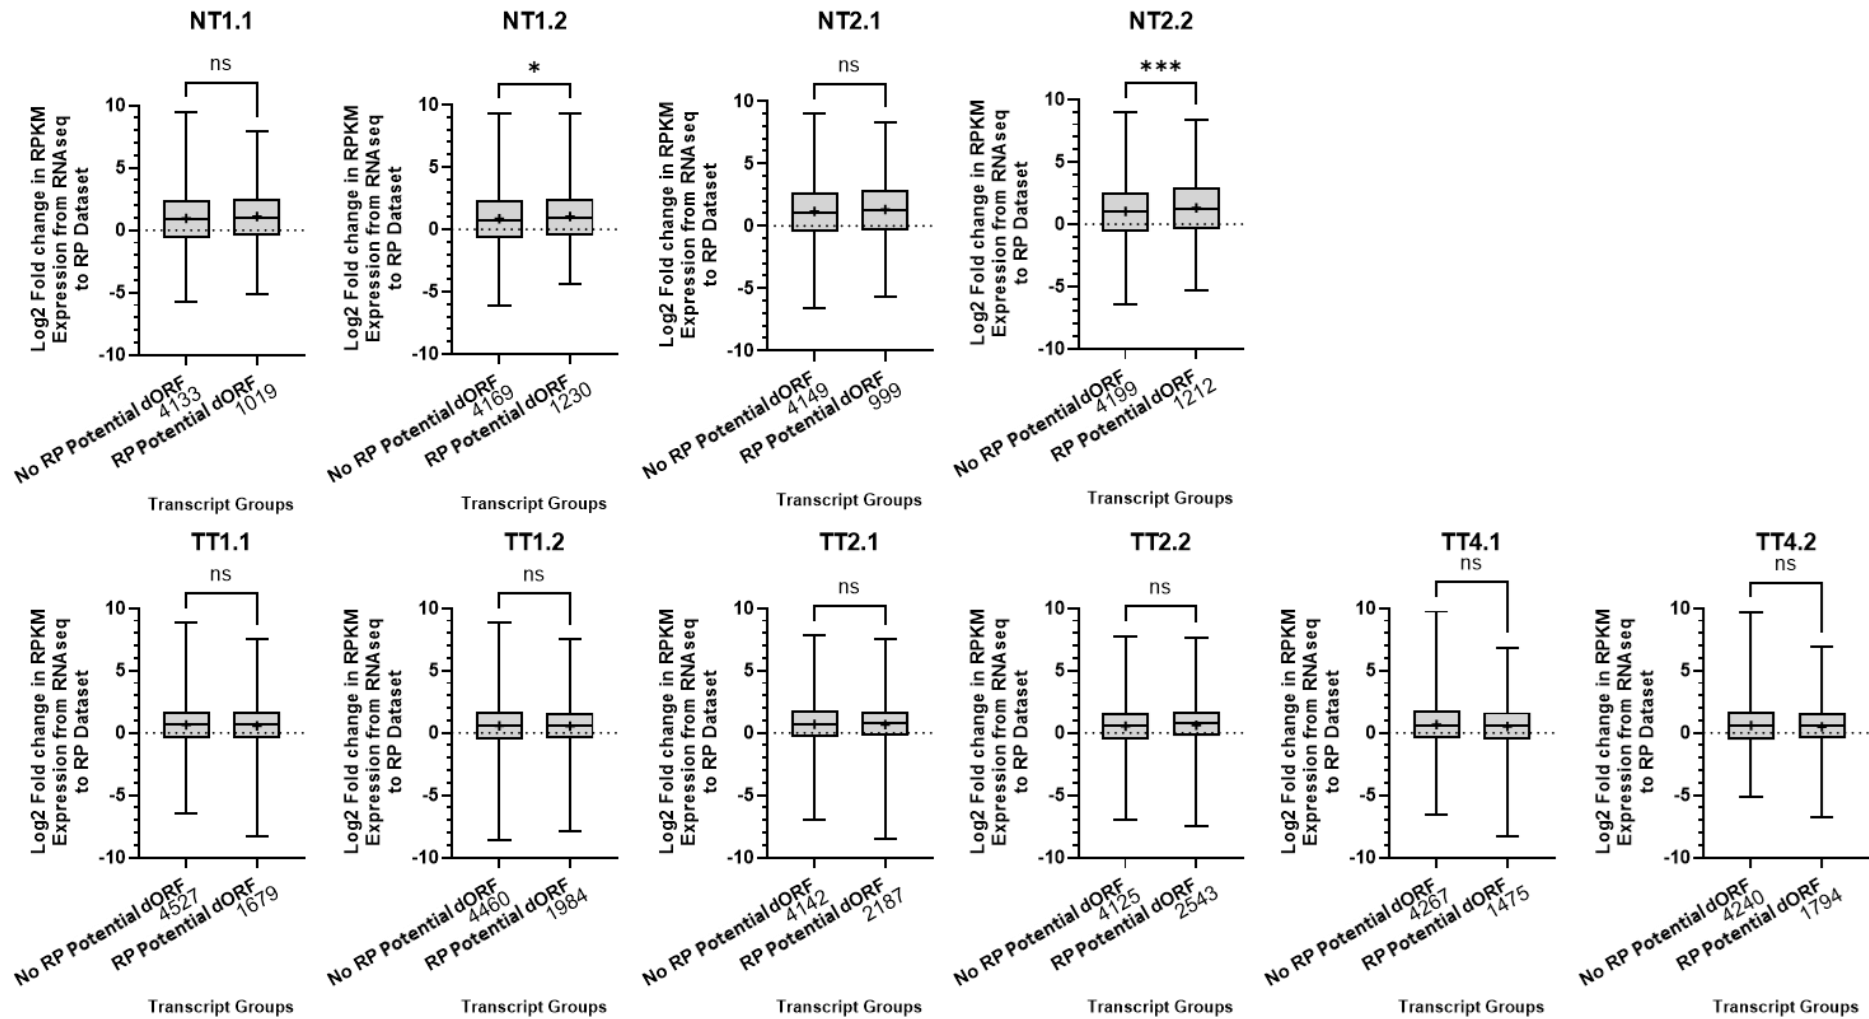 NT1.1
ns
10
5
0
-5
-10
Log2 Fold change in RPKM
Expression from RNAseq
to RP Dataset
No RP Potential dORF
4133
RP Potential dORF
1019
Transcript Groups
NT1.2
*
10
5
0
-5
-10
Log2 Fold change in RPKM
Expression from RNAseq
to RP Dataset
No RP Potential dORF
4169
RP Potential dORF
1230
Transcript Groups
NT2.1
ns
10
5
0
-5
-10
Log2 Fold change in RPKM
Expression from RNAseq
to RP Dataset
No RP Potential dORF
4149
RP Potential dORF
999
Transcript Groups
NT2.2
***
10
5
0
-5
-10
Log2 Fold change in RPKM
Expression from RNAseq
to RP Dataset
No RP Potential dORF
4199
RP Potential dORF
1212
Transcript Groups
TT1.1
ns
10
5
0
-5
-10
Log2 Fold change in RPKM
Expression from RNAseq
to RP Dataset
No RP Potential dORF
4527
RP Potential dORF
1679
Transcript Groups
TT1.2
ns
10
5
0
-5
-10
Log2 Fold change in RPKM
Expression from RNAseq
to RP Dataset
No RP Potential dORF
4460
RP Potential dORF
1984
Transcript Groups
TT2.1
ns
10
5
0
-5
-10
Log2 Fold change in RPKM
Expression from RNAseq
to RP Dataset
No RP Potential dORF
4142
RP Potential dORF
2187
Transcript Groups
TT2.2
ns
10
5
0
-5
-10
Log2 Fold change in RPKM
Expression from RNAseq
to RP Dataset
No RP Potential dORF
4125
RP Potential dORF
2543
Transcript Groups
TT4.1
ns
10
5
0
-5
-10
Log2 Fold change in RPKM
Expression from RNAseq
to RP Dataset
No RP Potential dORF
4267
RP Potential dORF
1475
Transcript Groups
TT4.2
ns
10
5
0
-5
-10
Log2 Fold change in RPKM
Expression from RNAseq
to RP Dataset
No RP Potential dORF
4240
RP Potential dORF
1794
Transcript Groups